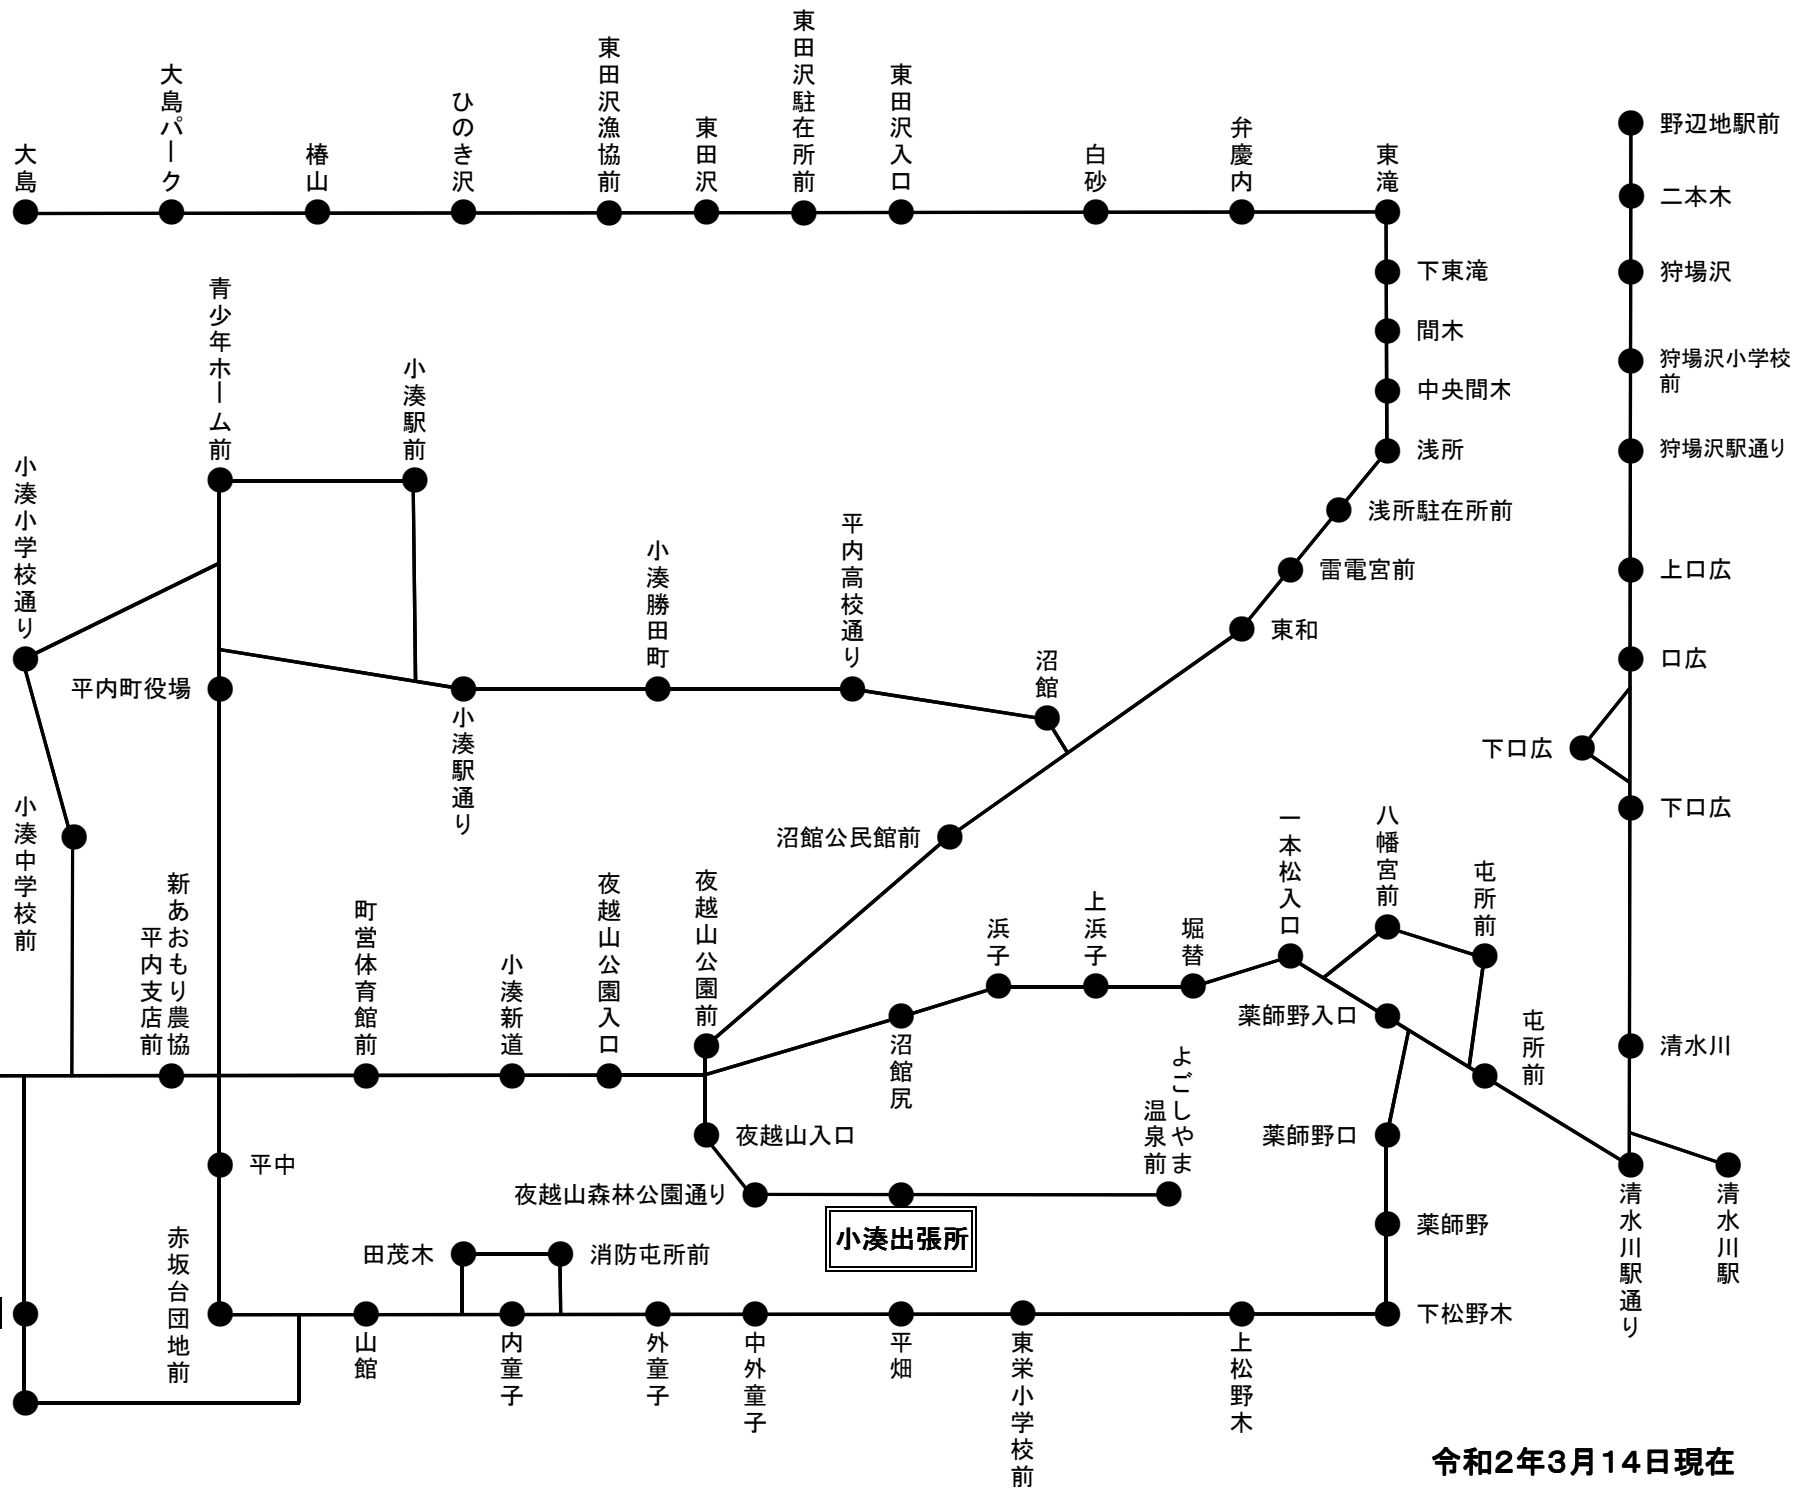 大島
大島パーク
椿山
ひのき沢
東田沢漁協前
東田沢
東田沢駐在所前
東田沢入口
白砂
弁慶内
東滝
下東滝
間木
中央間木
浅所
浅所駐在所前
雷電宮前
東和
野辺地駅前
二本木
狩場沢
狩場沢小学校
前
狩場沢駅通り
上口広
口広
下口広
下口広
清水川
清水川駅通り
清水川駅
青少年ホーム前
小湊駅前
小湊小学校通り
平内町役場
小湊駅通り
小湊勝田町
平内高校通り
沼館
沼館公民館前
小湊中学校前
新あおもり農協
平内支店前
町営体育館前
小湊新道
夜越山公園入口
夜越山公園前
沼館尻
浜子
上浜子
堀替
一本松入口
八幡宮前
屯所前
薬師野入口
屯所前
平中
夜越山入口
夜越山森林公園通り
小湊出張所
よごしやま
温泉前
薬師野口
薬師野
下松野木
赤坂台団地前
田茂木
消防屯所前
山館
内童子
外童子
中外童子
平畑
東栄小学校前
上松野木
令和2年3月14日現在